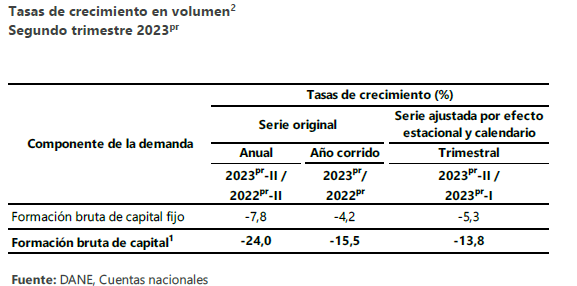 Tasas de crecimiento en volumen²
Segundo trimestre 2023ᵖʳ
Tasas de crecimiento (%)
Componente de la demanda
Serie original
Serie ajustada por efecto
estacional y calendario
Anual
Año corrido
Trimestral
2023ᵖʳ-II /
2022ᵖʳ-II
2023ᵖʳ/
2022ᵖʳ
2023ᵖʳ-II /
2023ᵖʳ-I
Formación bruta de capital fijo -7,8 -4,2 -5,3
Formación bruta de capital¹ -24,0 -15,5 -13,8
Fuente: DANE, Cuentas nacionales